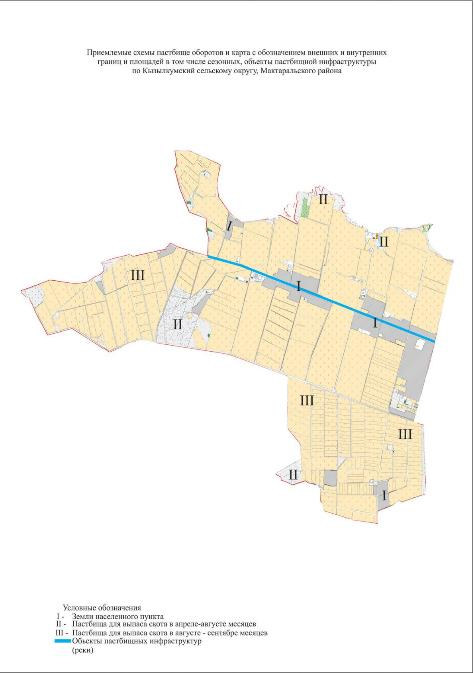 Приемлемые схемы пастбище оборотов и карта с обозначением внешних и внутренних
границ и площадей в том числе сезонных, объекты пастбищной инфраструктуры
по Кызылкумский сельскому округу, Мактаральского района
II
I
II
III
I
II
I
III
III
II
I
Условные обозначения
I - Земли населенного пункта
II - Пастбища для выпаса скота в апреле-августе месяцев
III - Пастбища для выпаса скота в августе - сентябре месяцев
Объекты пастбищных инфраструктур
(реки)